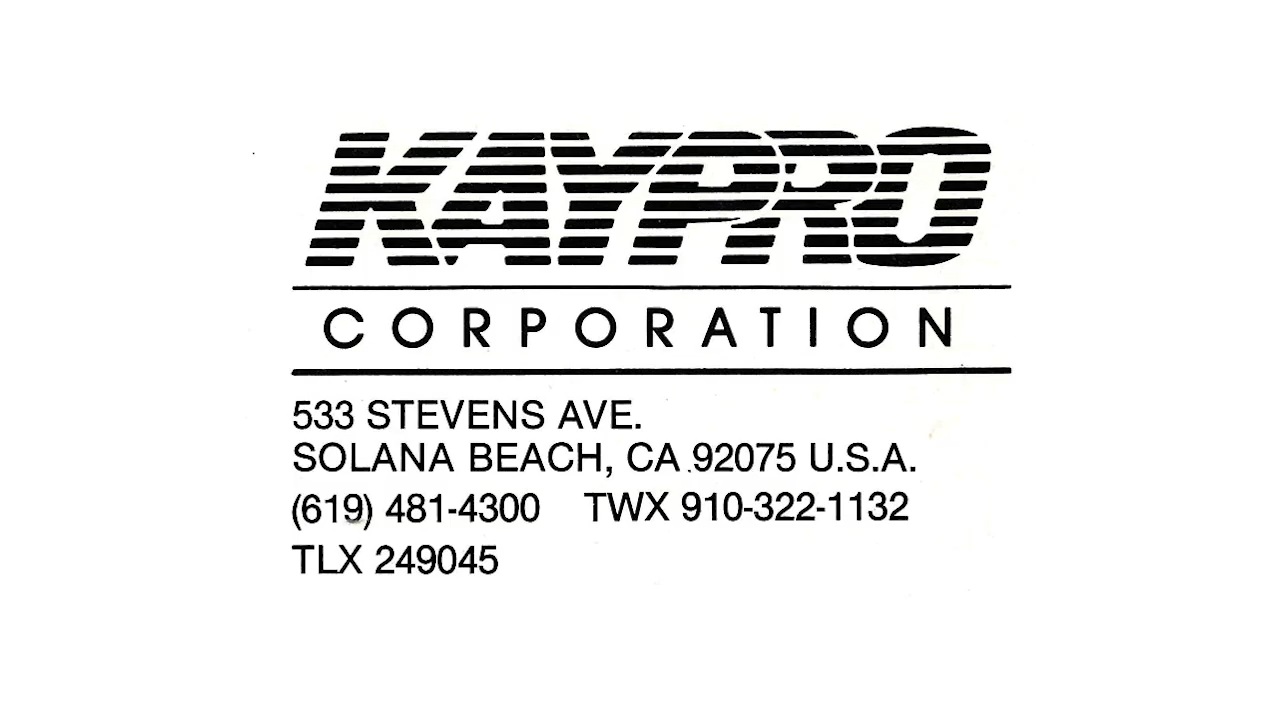 KAYPRO
CORPORATION
533 STEVENS AVE.
SOLANA BEACH, CA 92075 U.S.A.
(619) 481-4300 TWX 910-322-1132
TLX 249045